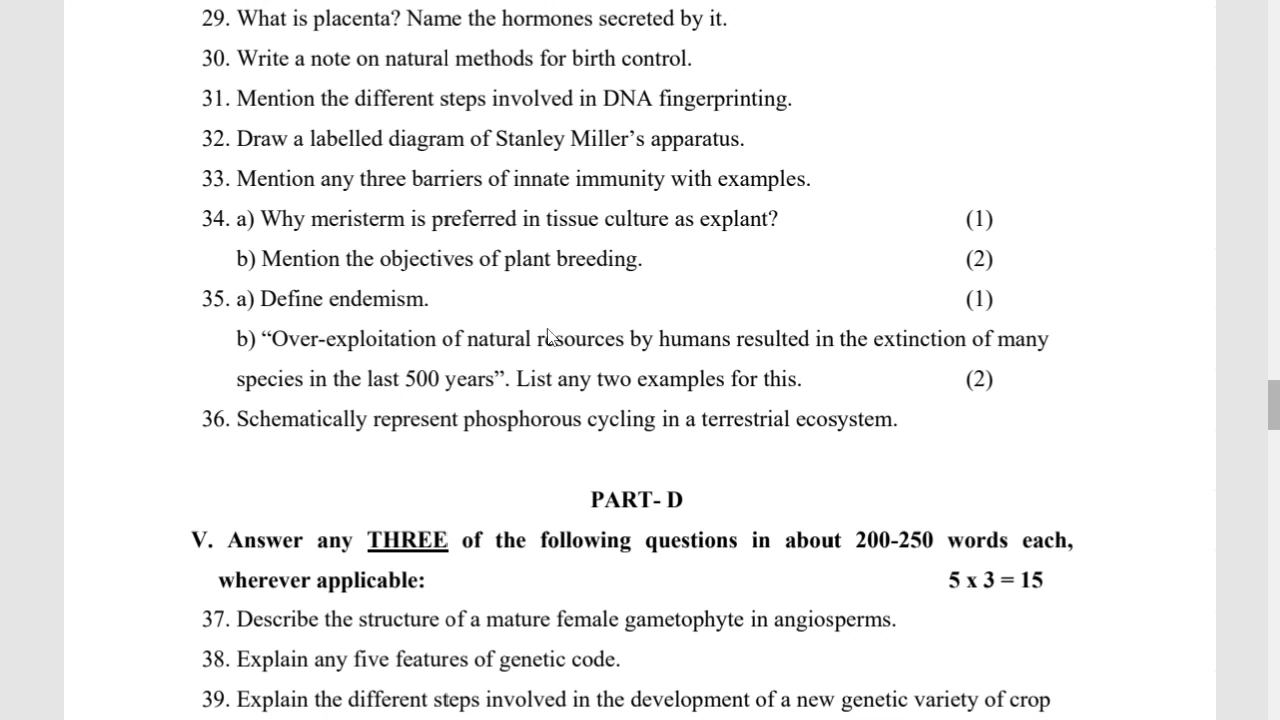 29. What is placenta? Name the hormones secreted by it.
30. Write a note on natural methods for birth control.
31. Mention the different steps involved in DNA fingerprinting.
32. Draw a labelled diagram of Stanley Miller’s apparatus.
33. Mention any three barriers of innate immunity with examples.
34. a) Why meristerm is preferred in tissue culture as explant? (1)
b) Mention the objectives of plant breeding. (2)
35. a) Define endemism. (1)
b) “Over-exploitation of natural resources by humans resulted in the extinction of many
species in the last 500 years”. List any two examples for this. (2)
36. Schematically represent phosphorous cycling in a terrestrial ecosystem.
PART- D
V. Answer any THREE of the following questions in about 200-250 words each,
wherever applicable: 5 x 3 = 15
37. Describe the structure of a mature female gametophyte in angiosperms.
38. Explain any five features of genetic code.
39. Explain the different steps involved in the development of a new genetic variety of crop